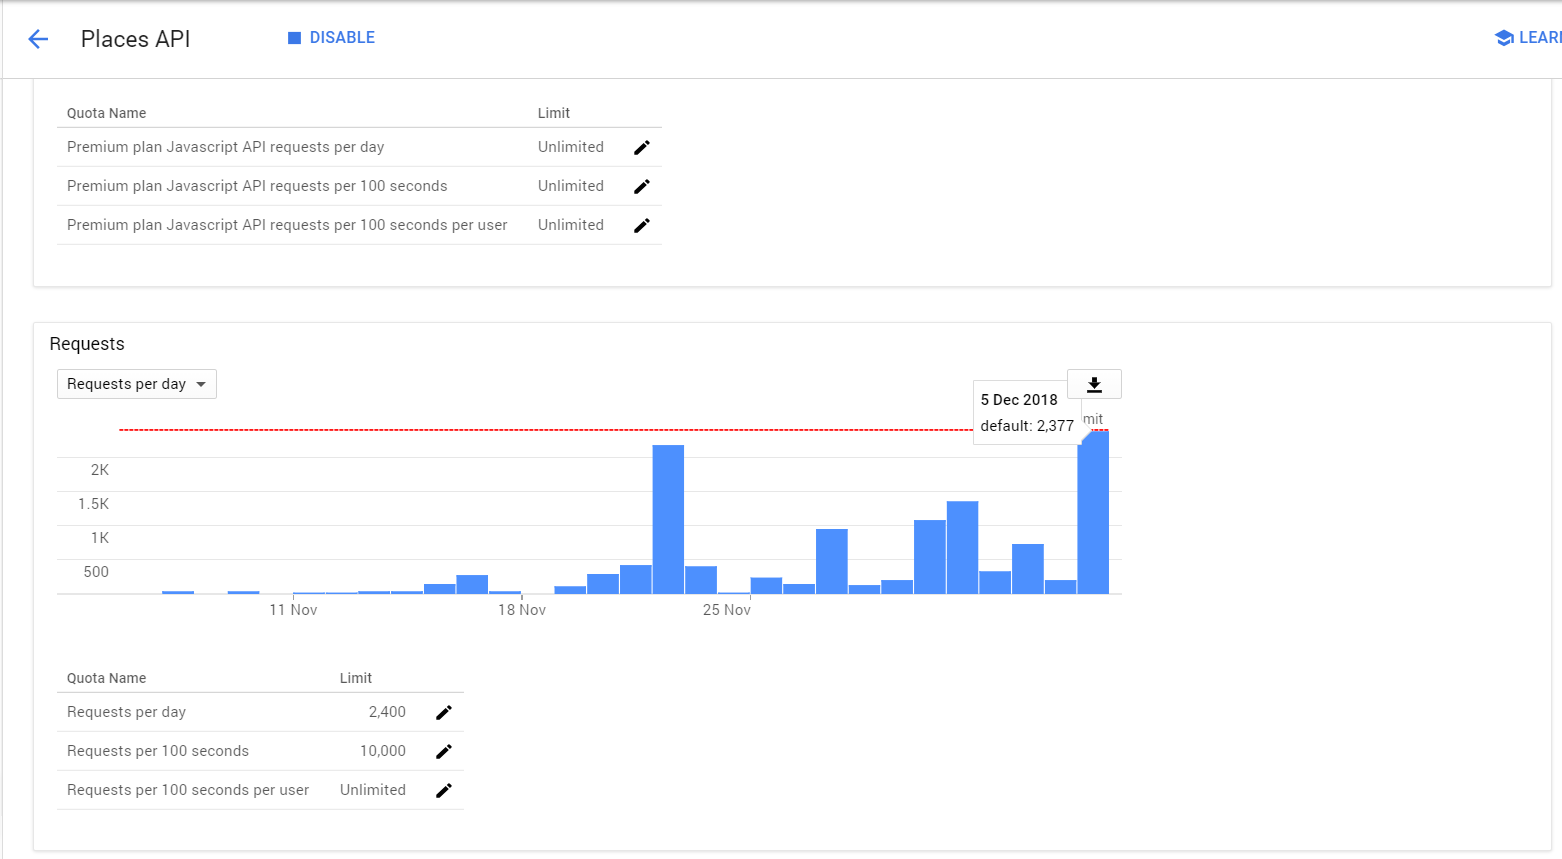 Places API DISABLE LEAR
Quota Name Limit
Premium plan Javascript API requests per day Unlimited
Premium plan Javascript API requests per 100 seconds Unlimited
Premium plan Javascript API requests per 100 seconds per user Unlimited
Requests
Requests per day
5 Dec 2018
mit
default: 2,377
2K
1.5K
1K
500
11 Nov 18 Nov 25 Nov
Quota Name Limit
Requests per day 2,400
Requests per 100 seconds 10,000
Requests per 100 seconds per user Unlimited